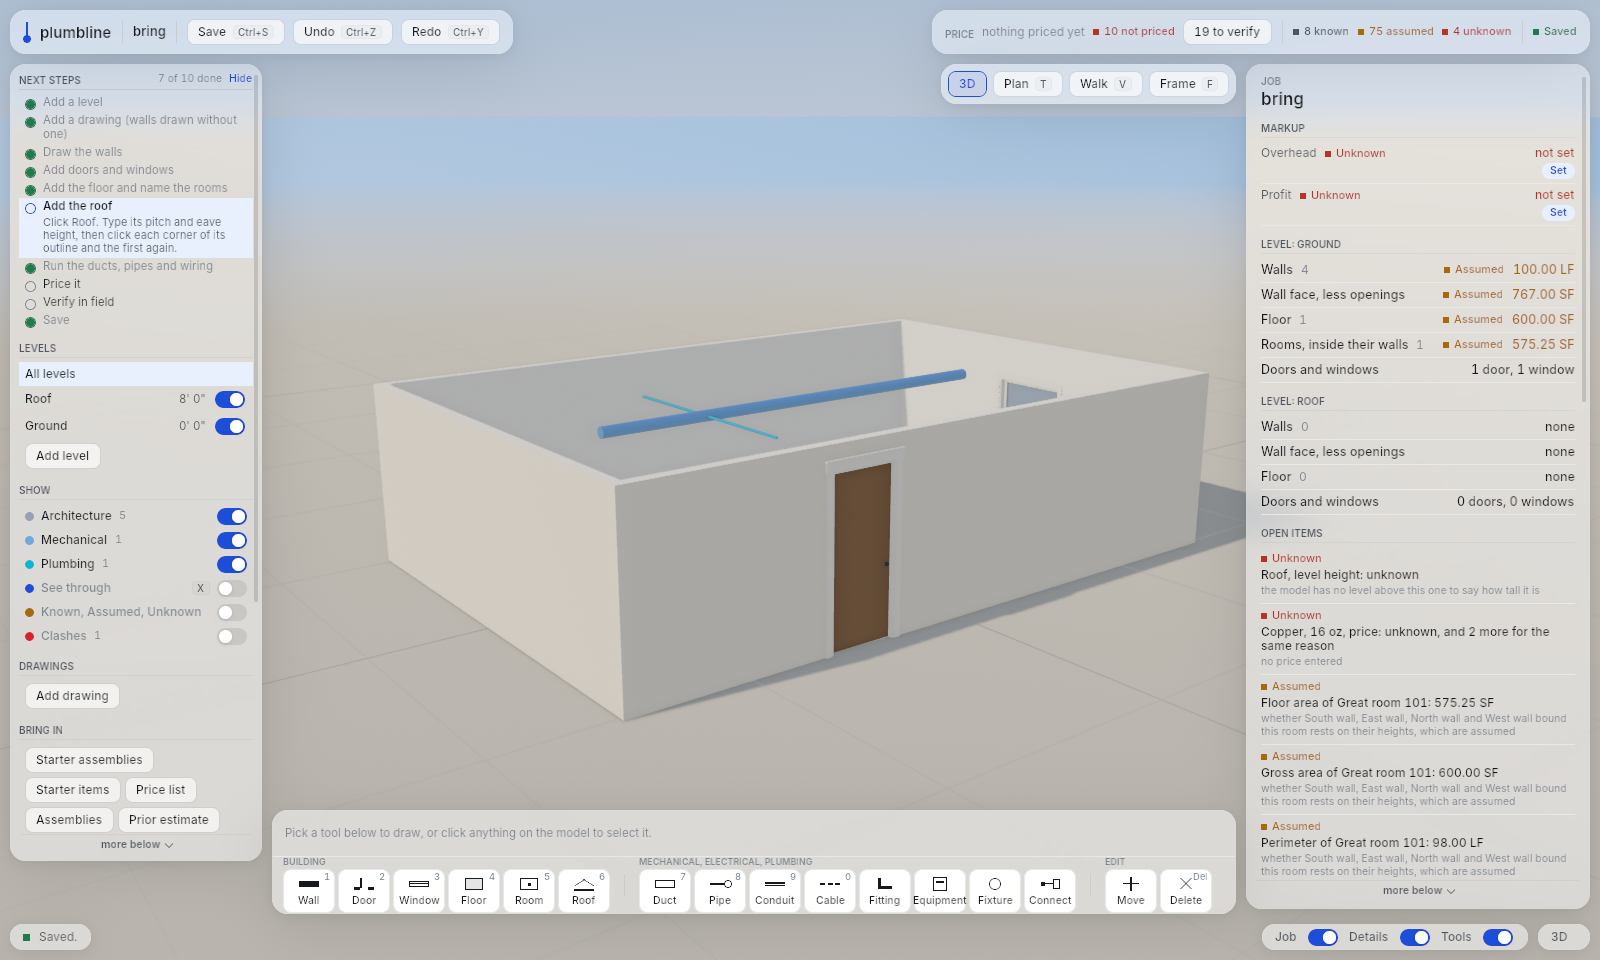 plumbline
bring
Save Ctrl+S
Undo Ctrl+Z
Redo Ctrl+Y
PRICE nothing priced yet
10 not priced
19 to verify
8 known
75 assumed
4 unknown
Saved
NEXT STEPS 7 of 10 done Hide
Add a level
Add a drawing (walls drawn without
one)
Draw the walls
Add doors and windows
Add the floor and name the rooms
Add the roof
Click Roof. Type its pitch and eave
height, then click each corner of its
outline and the first again.
Run the ducts, pipes and wiring
Price it
Verify in field
Save
LEVELS
All levels
Roof 8' 0"
Ground 0' 0"
Add level
SHOW
Architecture 5
Mechanical 1
Plumbing 1
See through X
Known, Assumed, Unknown
Clashes 1
DRAWINGS
Add drawing
BRING IN
Starter assemblies
Starter items Price list
Assemblies Prior estimate
more below
Saved.
3D
Plan T
Walk V
Frame F
Pick a tool below to draw, or click anything on the model to select it.
BUILDING
1 Wall
2 Door
3 Window
4 Floor
5 Room
6 Roof
MECHANICAL, ELECTRICAL, PLUMBING
7 Duct
8 Pipe
9 Conduit
0 Cable
Fitting
Equipment
Fixture
Connect
EDIT
Move
Del Delete
JOB
bring
MARKUP
Overhead Unknown not set
Set
Profit Unknown not set
Set
LEVEL: GROUND
Walls 4 Assumed 100.00 LF
Wall face, less openings Assumed 767.00 SF
Floor 1 Assumed 600.00 SF
Rooms, inside their walls 1 Assumed 575.25 SF
Doors and windows 1 door, 1 window
LEVEL: ROOF
Walls 0 none
Wall face, less openings none
Floor 0 none
Doors and windows 0 doors, 0 windows
OPEN ITEMS
Unknown
Roof, level height: unknown
the model has no level above this one to say how tall it is
Unknown
Copper, 16 oz, price: unknown, and 2 more for the
same reason
no price entered
Assumed
Floor area of Great room 101: 575.25 SF
whether South wall, East wall, North wall and West wall bound
this room rests on their heights, which are assumed
Assumed
Gross area of Great room 101: 600.00 SF
whether South wall, East wall, North wall and West wall bound
this room rests on their heights, which are assumed
Assumed
Perimeter of Great room 101: 98.00 LF
whether South wall, East wall, North wall and West wall bound
this room rests on their heights, which are assumed
more below
Job
Details
Tools
3D